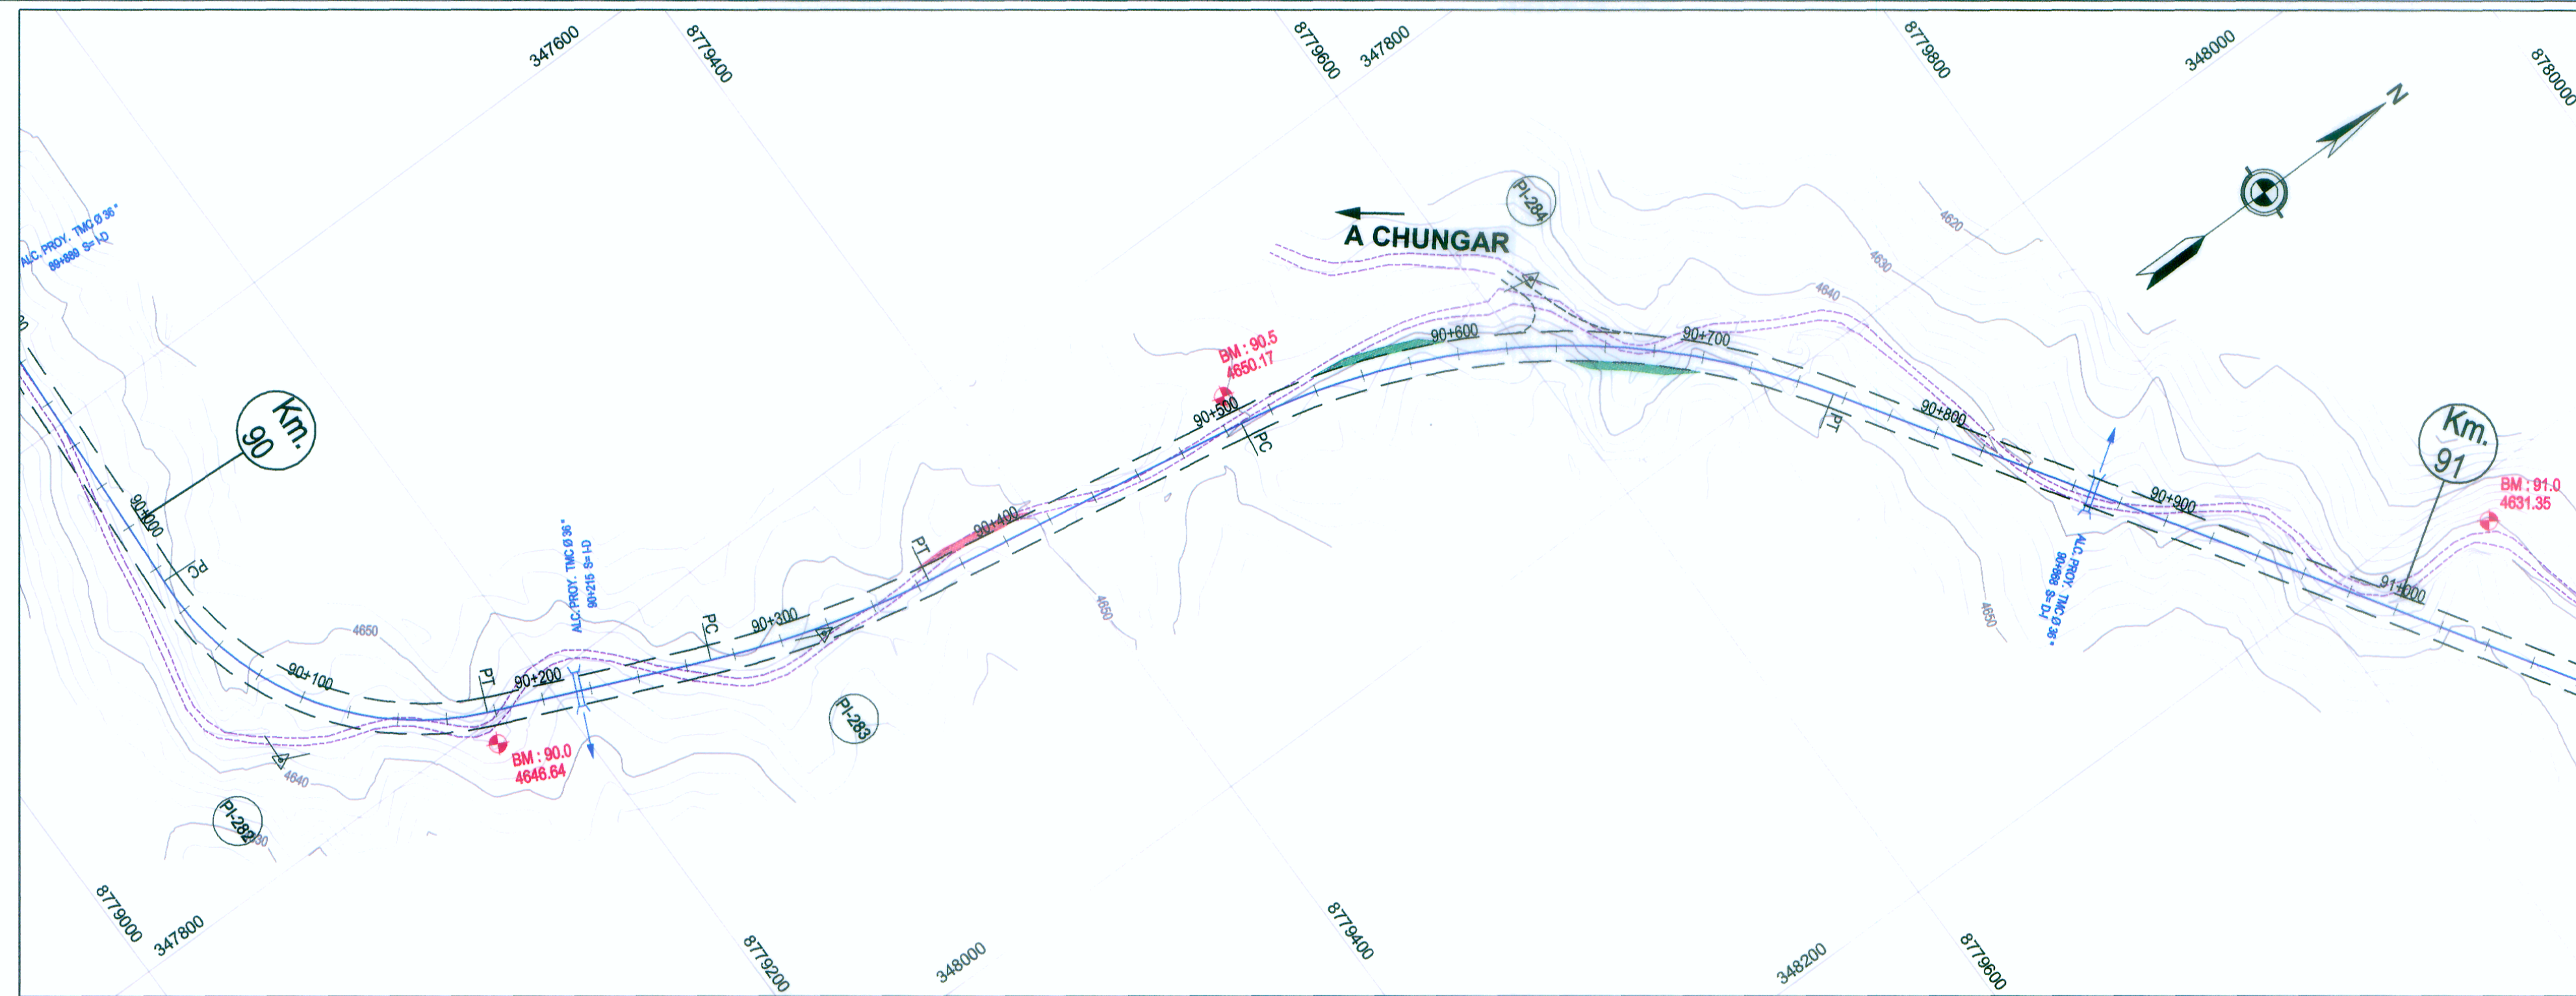 347600
8779400
8779600
347800
8779800
348000
8780000
N
PI-284
4620
A CHUNGAR
4630
4640
ALC. PROY. TMC Ø 36"
89+889 S= I-D
BM : 90.5
4650.17
90+600
90+700
90+500
PC
90+800
PT
Km.
90
Km.
91
90+000
PC
PT
90+400
90+900
BM : 91.0
4631.35
ALC. PROY. TMC Ø 36"
90+215 S= I-D
ALC. PROY. TMC Ø 36"
90+868 S= D-I
4650
4650
91+000
4650
PC
90+300
90+100
PT
90+200
PI-283
BM : 90.0
4646.64
4640
PI-282
8779000
347800
8779200
348000
8779400
348200
8779600